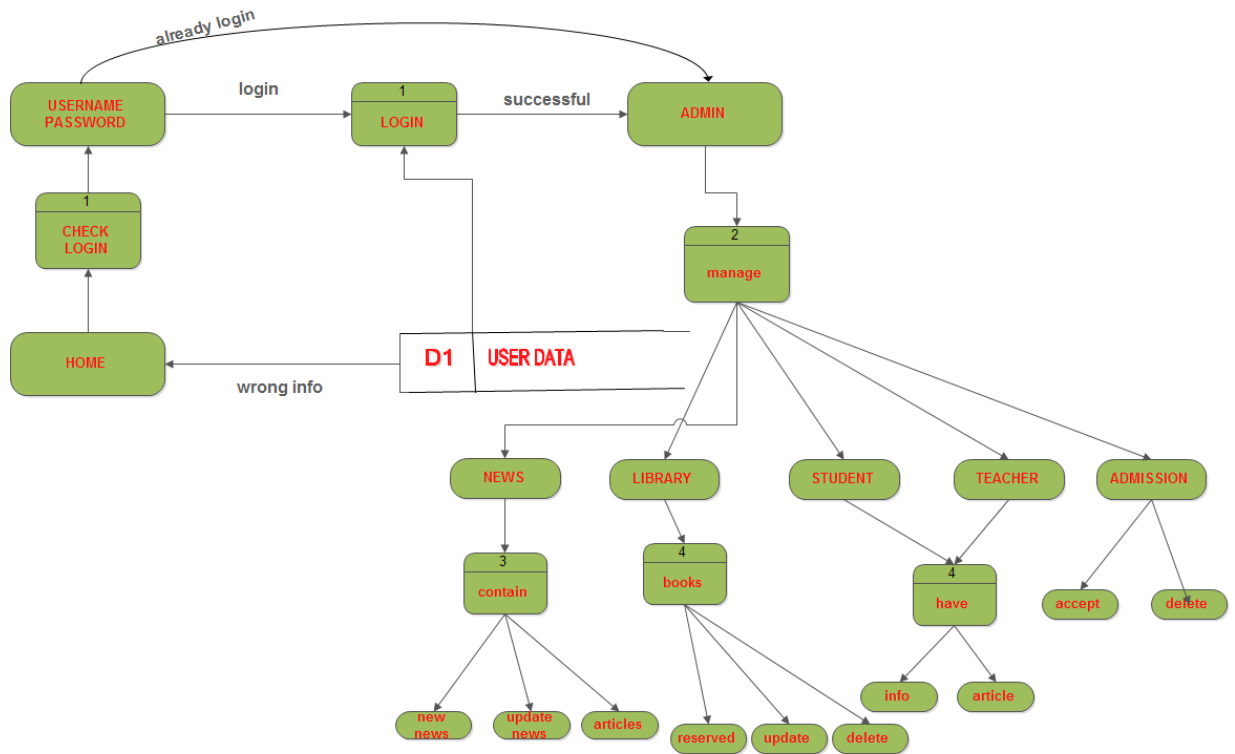 already login
USERNAME
PASSWORD
login
1
LOGIN
successful
ADMIN
1
CHECK
LOGIN
2
manage
HOME
wrong info
D1 USER DATA
NEWS
LIBRARY
STUDENT
TEACHER
ADMISSION
3
contain
4
books
4
have
accept
delete
info
article
new
news
update
news
articles
reserved
update
delete